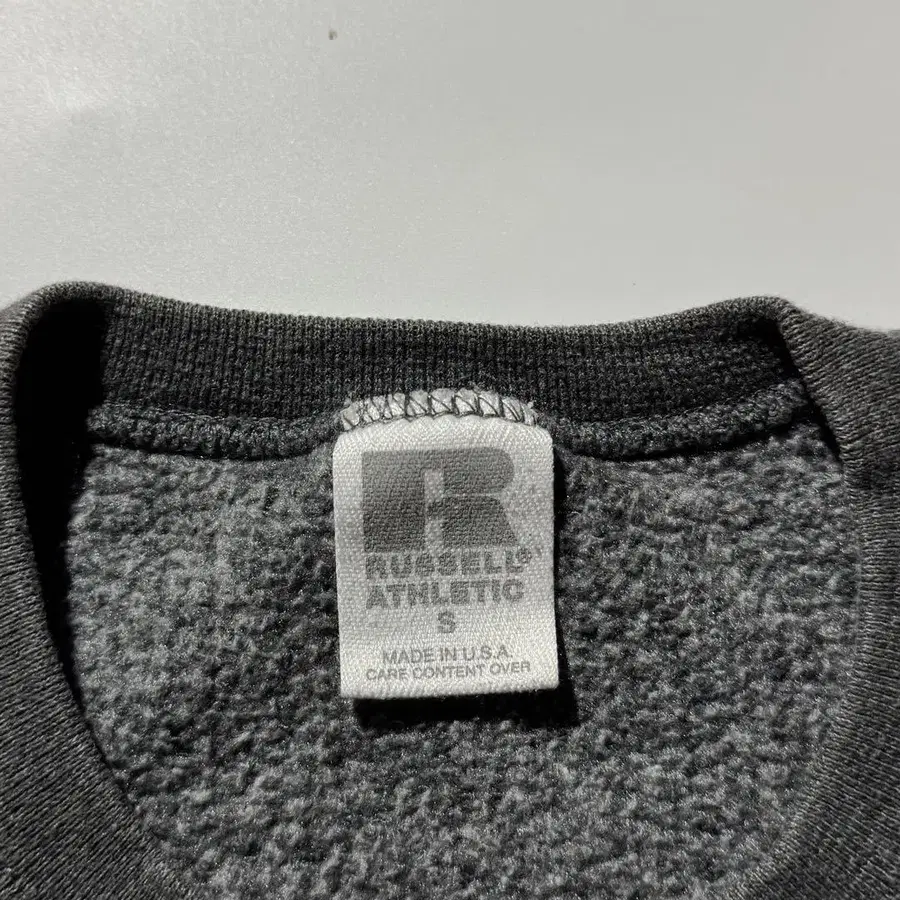 R
RUSSELL®
ATHLETIC
S
MADE IN U.S.A.
CARE CONTENT OVER